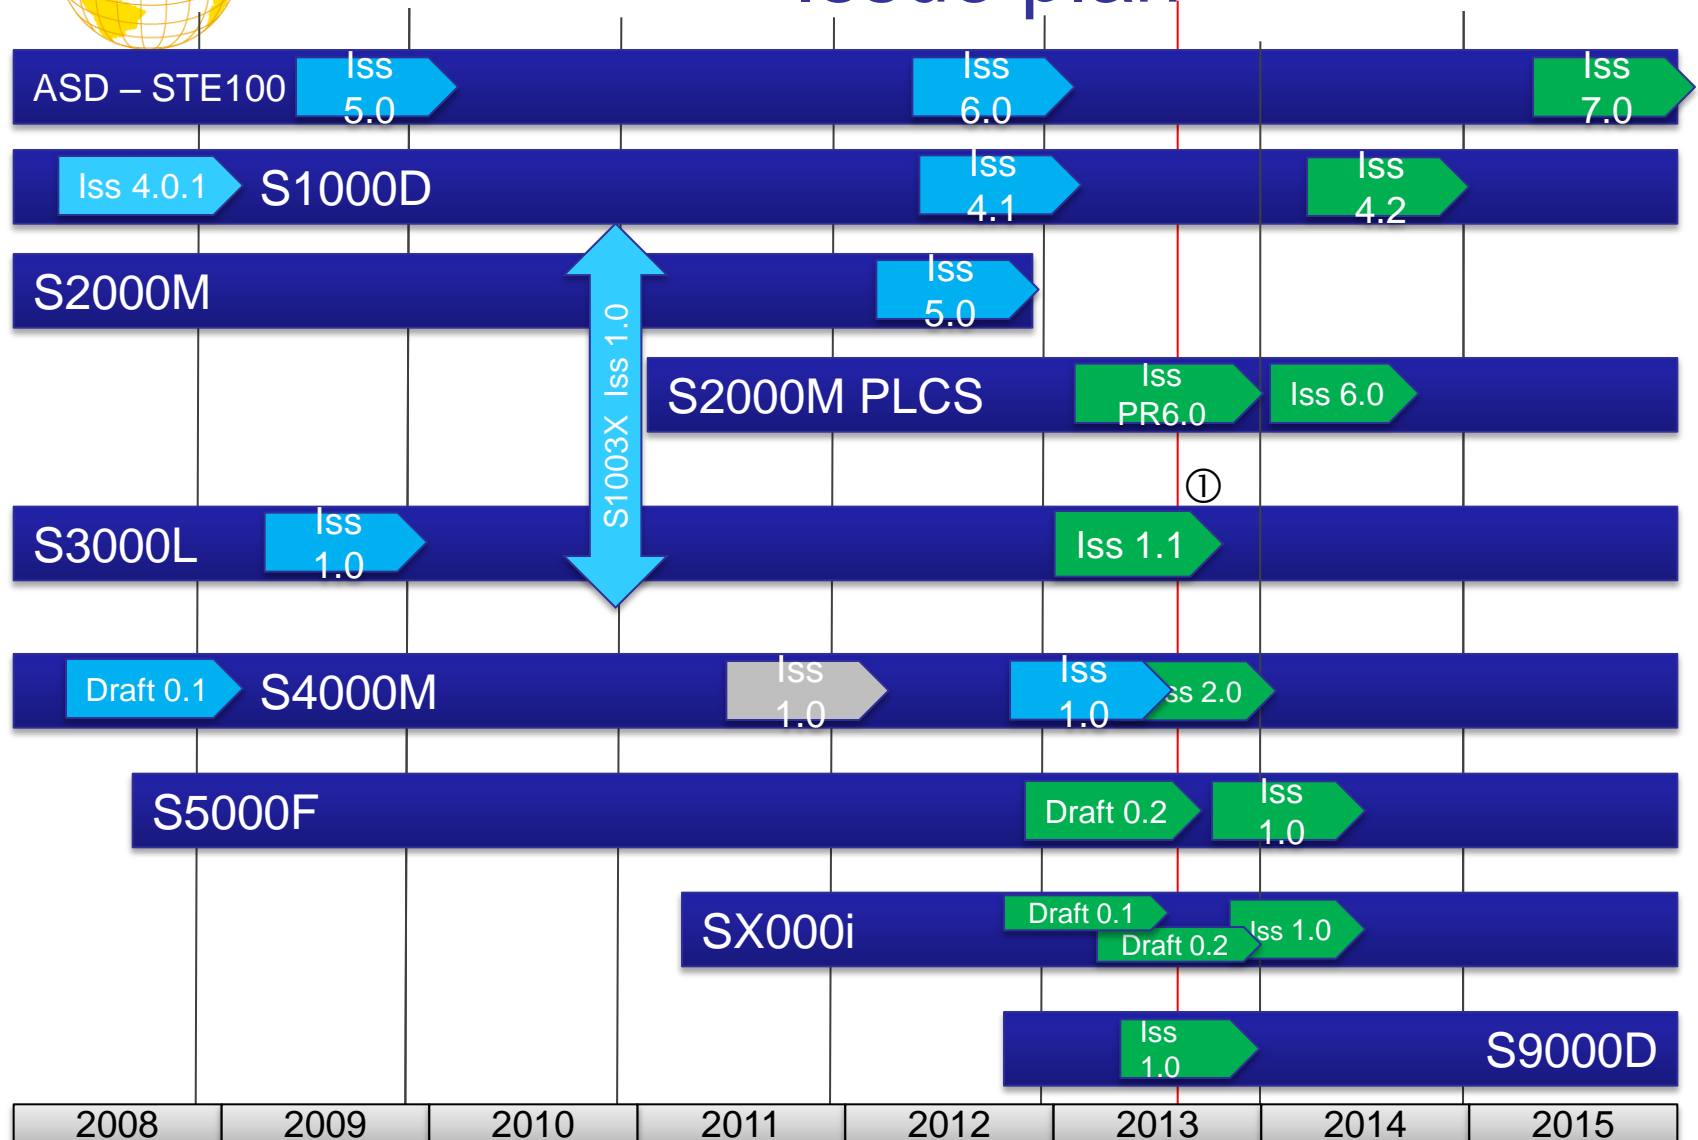 Issue plan
ASD – STE100
Iss
5.0
Iss
6.0
Iss
7.0
Iss 4.0.1
S1000D
Iss
4.1
Iss
4.2
S2000M
Iss
5.0
S1003X Iss 1.0
S2000M PLCS
Iss
PR6.0
Iss 6.0
①
S3000L
Iss
1.0
Iss 1.1
Draft 0.1
S4000M
Iss
1.0
Iss
1.0
ss 2.0
S5000F
Draft 0.2
Iss
1.0
SX000i
Draft 0.1
Draft 0.2
Iss 1.0
Iss
1.0
S9000D
2008 2009 2010 2011 2012 2013 2014 2015